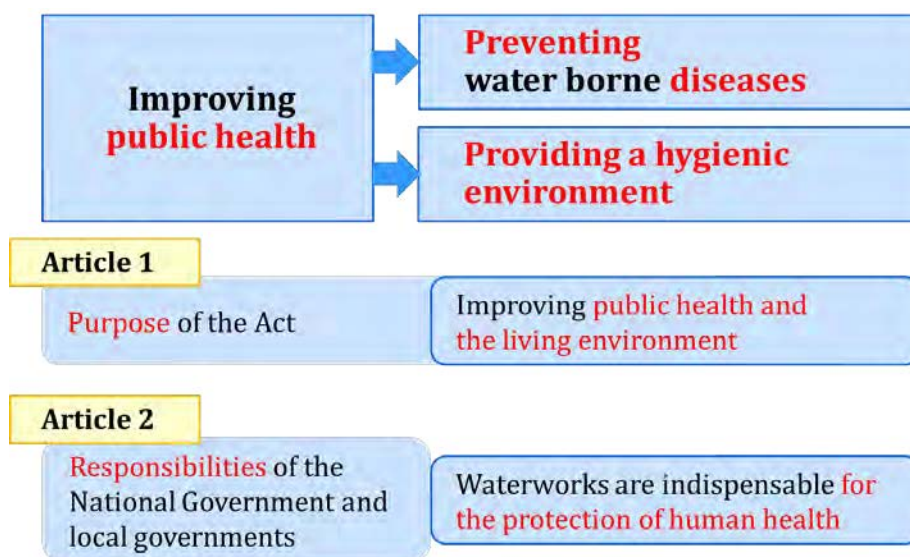 Improving
public health
Preventing
water borne diseases
Providing a hygienic
environment
Article 1
Purpose of the Act
Improving public health and
the living environment
Article 2
Responsibilities of the
National Government and
local governments
Waterworks are indispensable for
the protection of human health